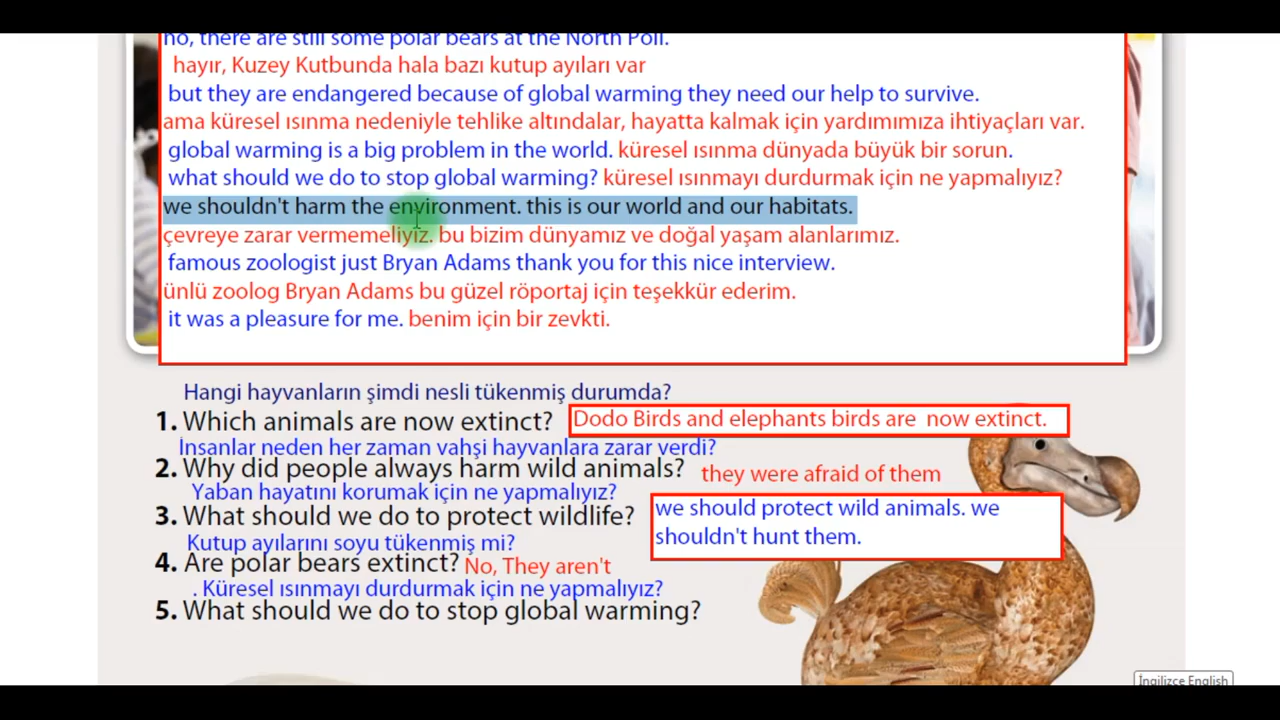 no, there are still some polar bears at the North Poll.
hayır, Kuzey Kutbunda hala bazı kutup ayıları var
but they are endangered because of global warming they need our help to survive.
ama küresel ısınma nedeniyle tehlike altındalar, hayatta kalmak için yardımımıza ihtiyaçları var.
global warming is a big problem in the world. küresel ısınma dünyada büyük bir sorun.
what should we do to stop global warming? küresel ısınmayı durdurmak için ne yapmalıyız?
we shouldn't harm the environment. this is our world and our habitats.
çevreye zarar vermemeliyiz. bu bizim dünyamız ve doğal yaşam alanlarımız.
famous zoologist just Bryan Adams thank you for this nice interview.
ünlü zoolog Bryan Adams bu güzel röportaj için teşekkür ederim.
it was a pleasure for me. benim için bir zevkti.
Hangi hayvanların şimdi nesli tükenmiş durumda?
1. Which animals are now extinct? Dodo Birds and elephants birds are now extinct.
İnsanlar neden her zaman vahşi hayvanlara zarar verdi?
2. Why did people always harm wild animals? they were afraid of them
Yaban hayatını korumak için ne yapmalıyız?
3. What should we do to protect wildlife? we should protect wild animals. we
shouldn't hunt them.
Kutup ayılarını soyu tükenmiş mi?
4. Are polar bears extinct? No, They aren't
. Küresel ısınmayı durdurmak için ne yapmalıyız?
5. What should we do to stop global warming?
İngilizce English